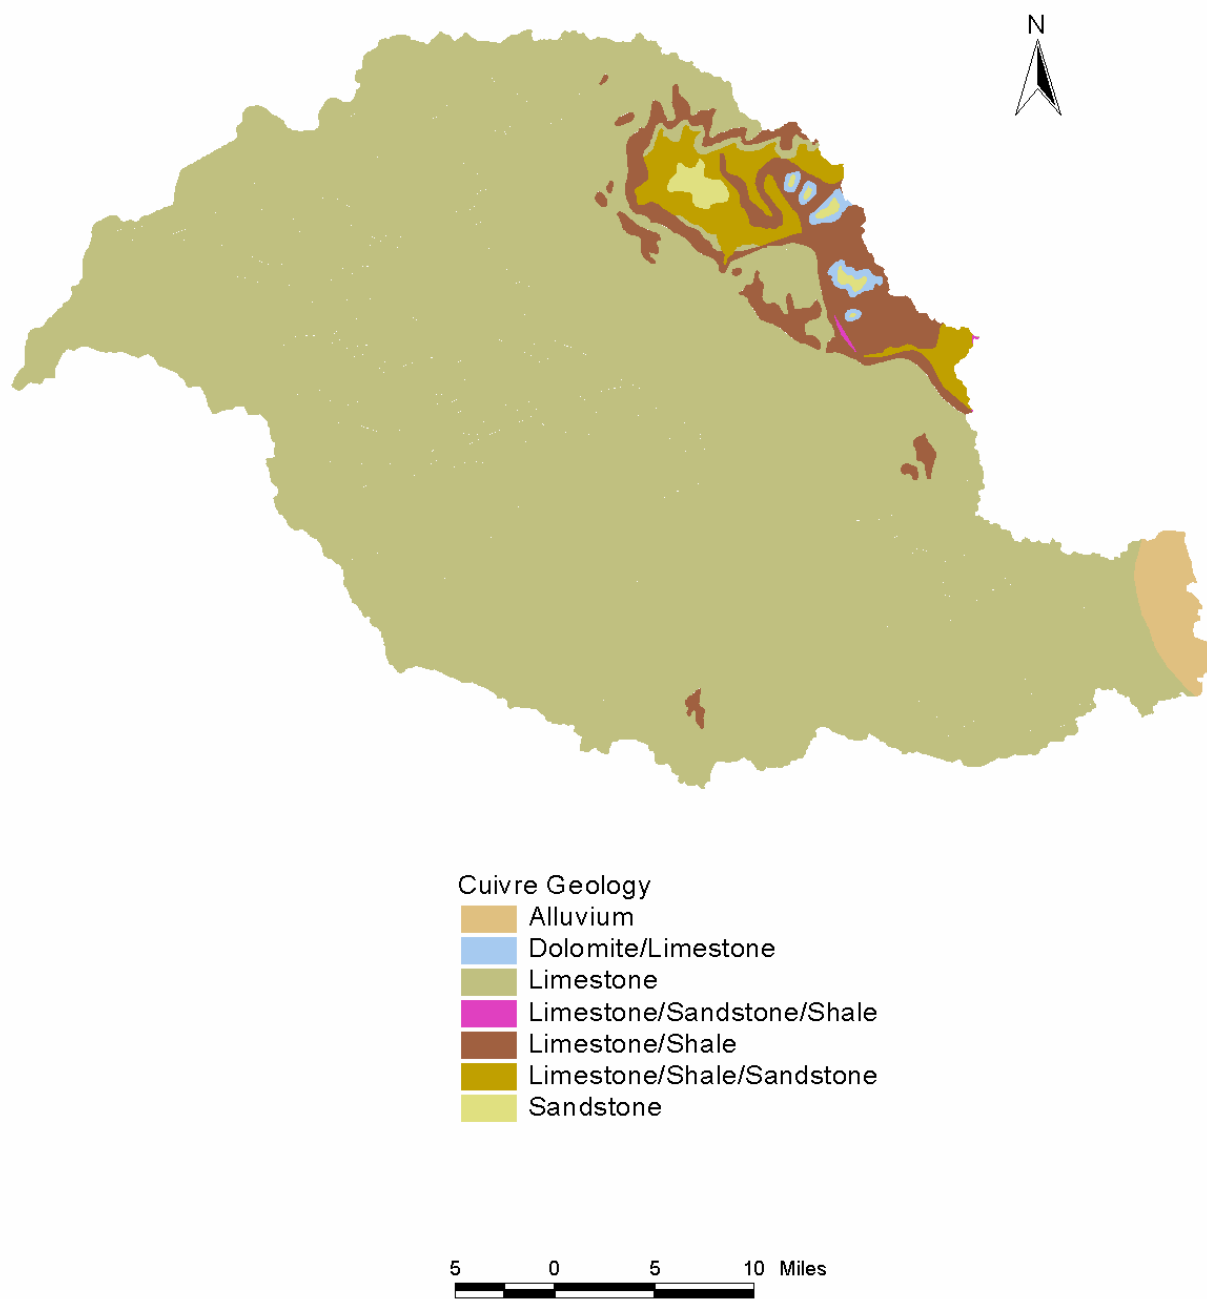 N
Cuivre Geology
Alluvium
Dolomite/Limestone
Limestone
Limestone/Sandstone/Shale
Limestone/Shale
Limestone/Shale/Sandstone
Sandstone
5 0 5 10 Miles